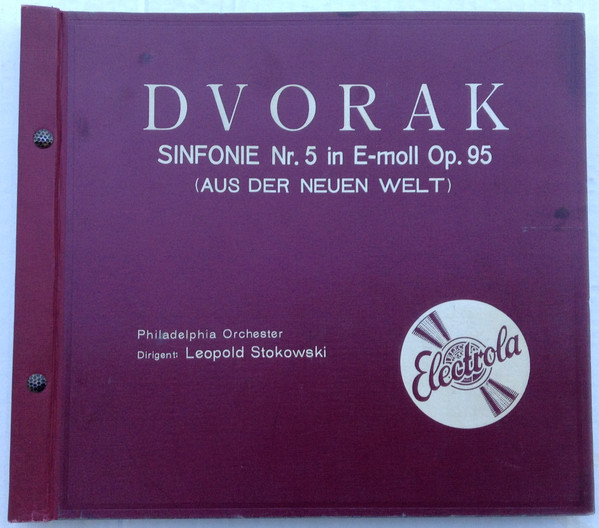 DVORAK
SINFONIE Nr. 5 in E-moll Op. 95
(AUS DER NEUEN WELT)
Philadelphia Orchester
Dirigent: Leopold Stokowski
Electrola